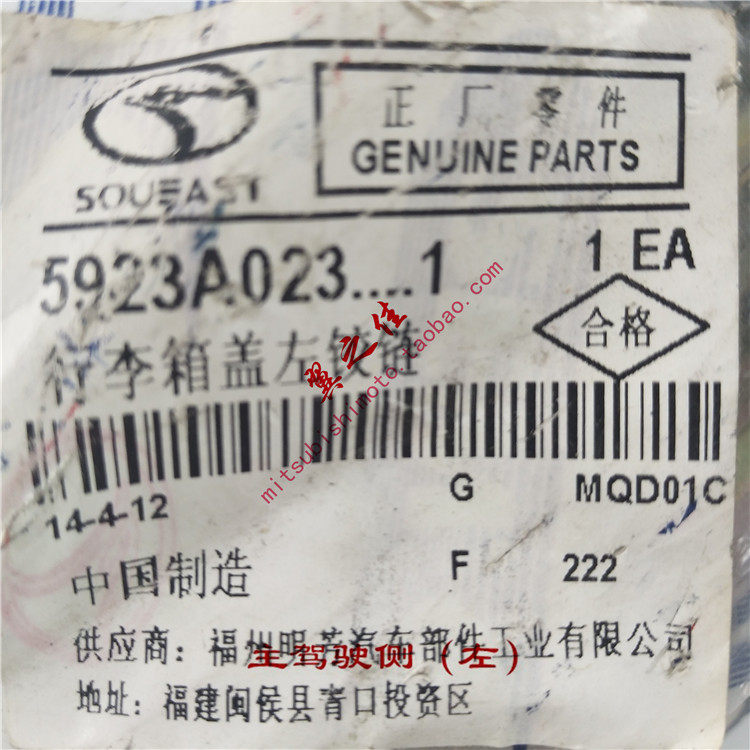 正厂零件
GENUINE PARTS
SOUEAST
5923A023....1
1 EA
行李箱盖左铰链
合格
翼之佳
mitsubishimoto.taobao.com
14-4-12
G
MQD01C
中国制造
F
222
供应商：福州明芳汽车部件工业有限公司
主驾驶侧（左）
地址：福建闽侯县青口投资区